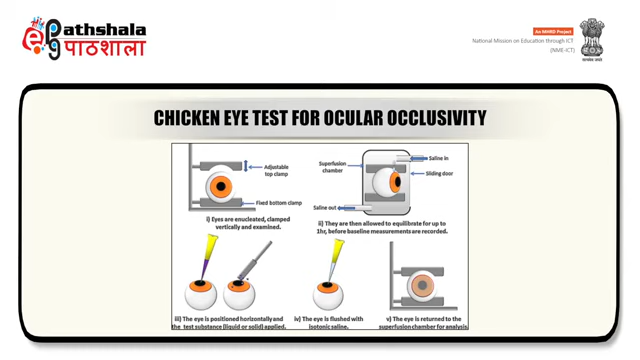 ePG Pathshala
पाठशाला
An MHRD Project
National Mission on Education through ICT
(NME-ICT)
CHICKEN EYE TEST FOR OCULAR OCCLUSIVITY
Adjustable
top clamp
Fixed bottom clamp
i) Eyes are enucleated, clamped
vertically and examined.
Superfusion
chamber
Saline in
Sliding door
Saline out
ii) They are then allowed to equilibrate for up to
1hr, before baseline measurements are recorded.
iii) The eye is positioned horizontally and
the test substance (liquid or solid) applied.
iv) The eye is flushed with
isotonic saline.
v) The eye is returned to the
superfusion chamber for analysis.